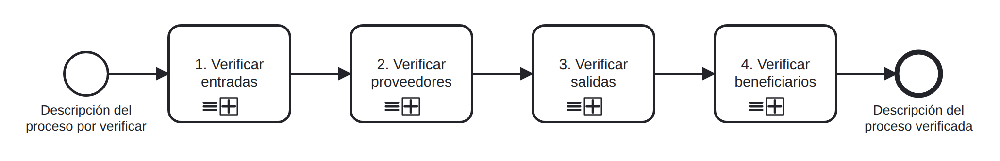 1. Verificar
entradas
2. Verificar
proveedores
3. Verificar
salidas
4. Verificar
beneficiarios
Descripción del
proceso por verificar
Descripción del
proceso verificada